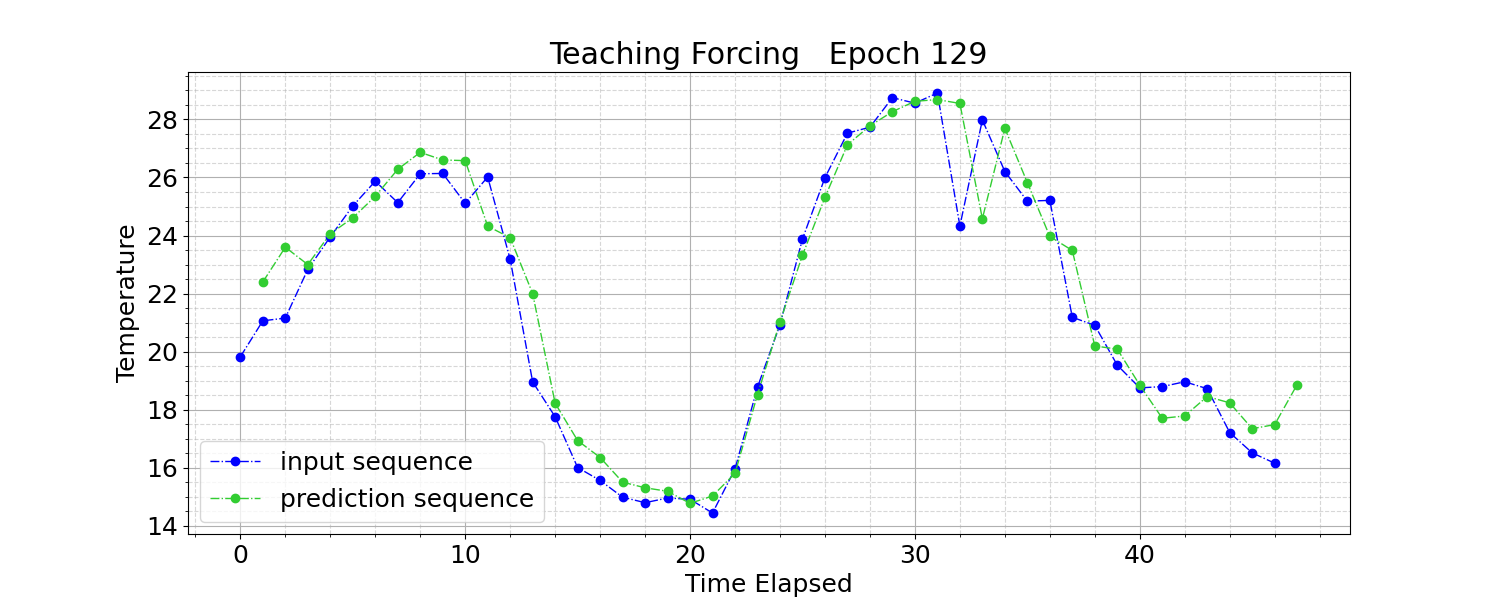 Teaching Forcing   Epoch 129
Temperature
28
26
24
22
20
18
16
14
input sequence
prediction sequence
0 10 20 30 40
Time Elapsed